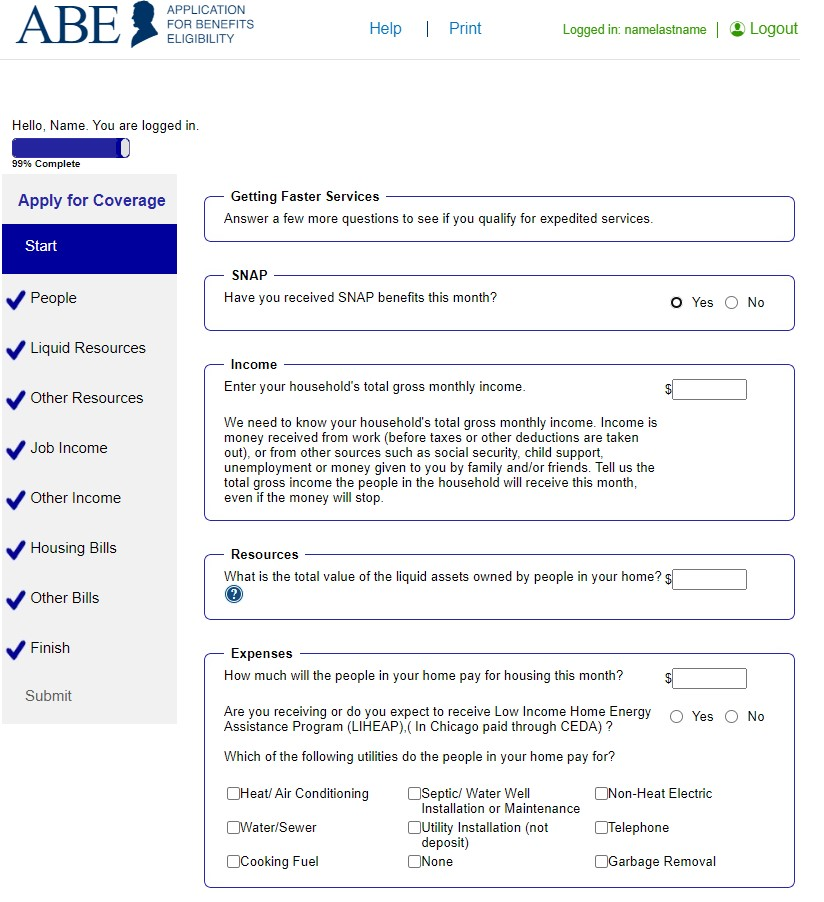 ABE APPLICATION
FOR BENEFITS
ELIGIBILITY
Help | Print
Logged in: namelastname | Logout
Hello, Name. You are logged in.
99% Complete
Apply for Coverage
Start
People
Liquid Resources
Other Resources
Job Income
Other Income
Housing Bills
Other Bills
Finish
Submit
Getting Faster Services
Answer a few more questions to see if you qualify for expedited services.
SNAP
Have you received SNAP benefits this month? Yes No
Income
Enter your household's total gross monthly income. $
We need to know your household's total gross monthly income. Income is
money received from work (before taxes or other deductions are taken
out), or from other sources such as social security, child support,
unemployment or money given to you by family and/or friends. Tell us the
total gross income the people in the household will receive this month,
even if the money will stop.
Resources
What is the total value of the liquid assets owned by people in your home? $
?
Expenses
How much will the people in your home pay for housing this month? $
Are you receiving or do you expect to receive Low Income Home Energy Yes No
Assistance Program (LIHEAP),( In Chicago paid through CEDA) ?
Which of the following utilities do the people in your home pay for?
Heat/ Air Conditioning
Septic/ Water Well
Installation or Maintenance
Non-Heat Electric
Water/Sewer
Utility Installation (not
deposit)
Telephone
Cooking Fuel
None
Garbage Removal